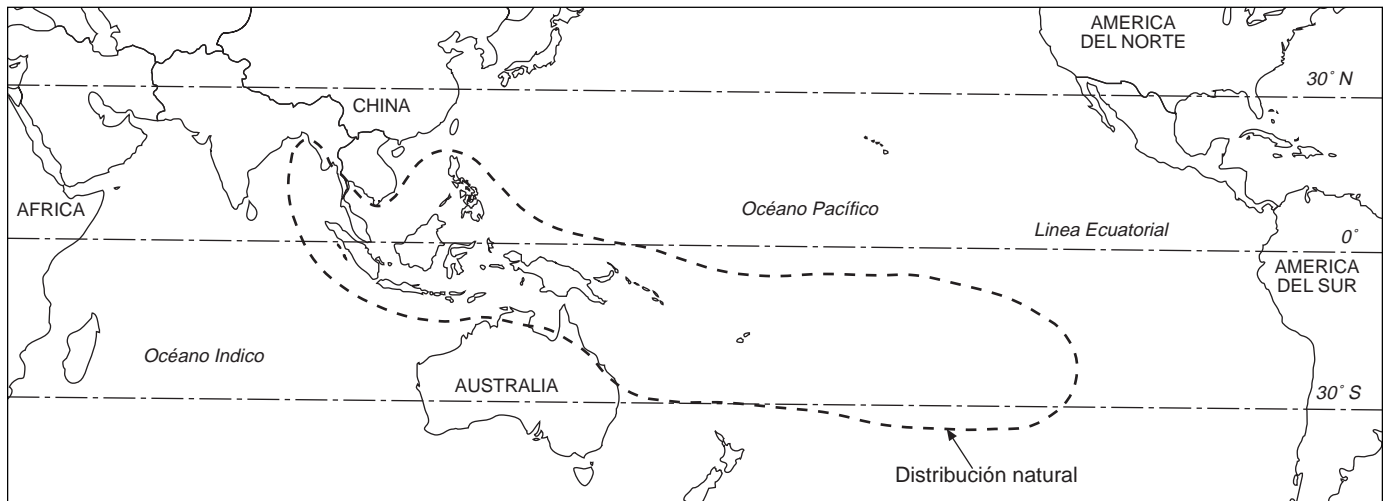 AMERICA
DEL NORTE
30˚ N
CHINA
AFRICA
Océano Pacífico
Linea Ecuatorial
0˚
AMERICA
DEL SUR
Océano Indico
AUSTRALIA
30˚ S
Distribución natural